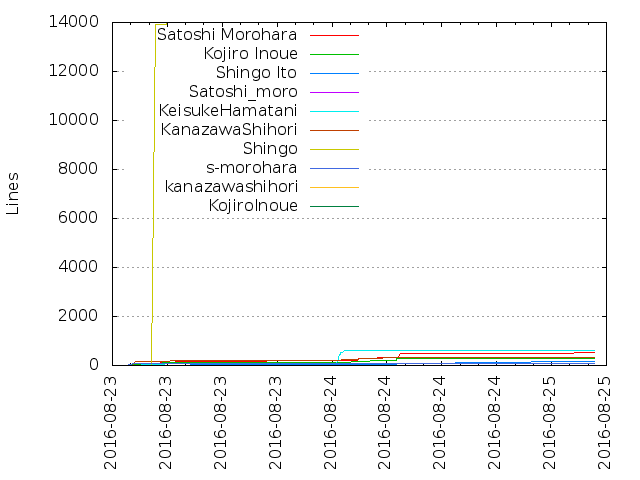 14000
12000
10000
8000
6000
4000
2000
0
Lines
Satoshi Morohara
Kojiro Inoue
Shingo Ito
Satoshi_moro
KeisukeHamatani
KanazawaShihori
Shingo
s-morohara
kanazawashihori
KojiroInoue
2016-08-23
2016-08-23
2016-08-23
2016-08-23
2016-08-24
2016-08-24
2016-08-24
2016-08-24
2016-08-25
2016-08-25